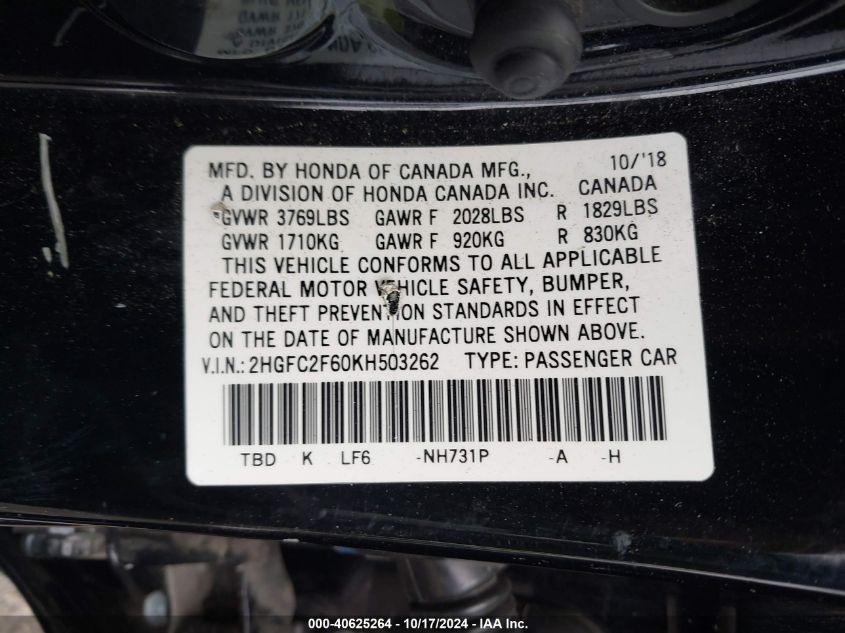 MFD. BY HONDA OF CANADA MFG., 10/'18
A DIVISION OF HONDA CANADA INC. CANADA
GVWR 3769LBS GAWR F 2028LBS R 1829LBS
GVWR 1710KG GAWR F 920KG R 830KG
THIS VEHICLE CONFORMS TO ALL APPLICABLE
FEDERAL MOTOR VEHICLE SAFETY, BUMPER,
AND THEFT PREVENTION STANDARDS IN EFFECT
ON THE DATE OF MANUFACTURE SHOWN ABOVE.
V.I.N.: 2HGFC2F60KH503262 TYPE: PASSENGER CAR
TBD K LF6 -NH731P -A -H
000-40625264 - 10/17/2024 - IAA Inc.